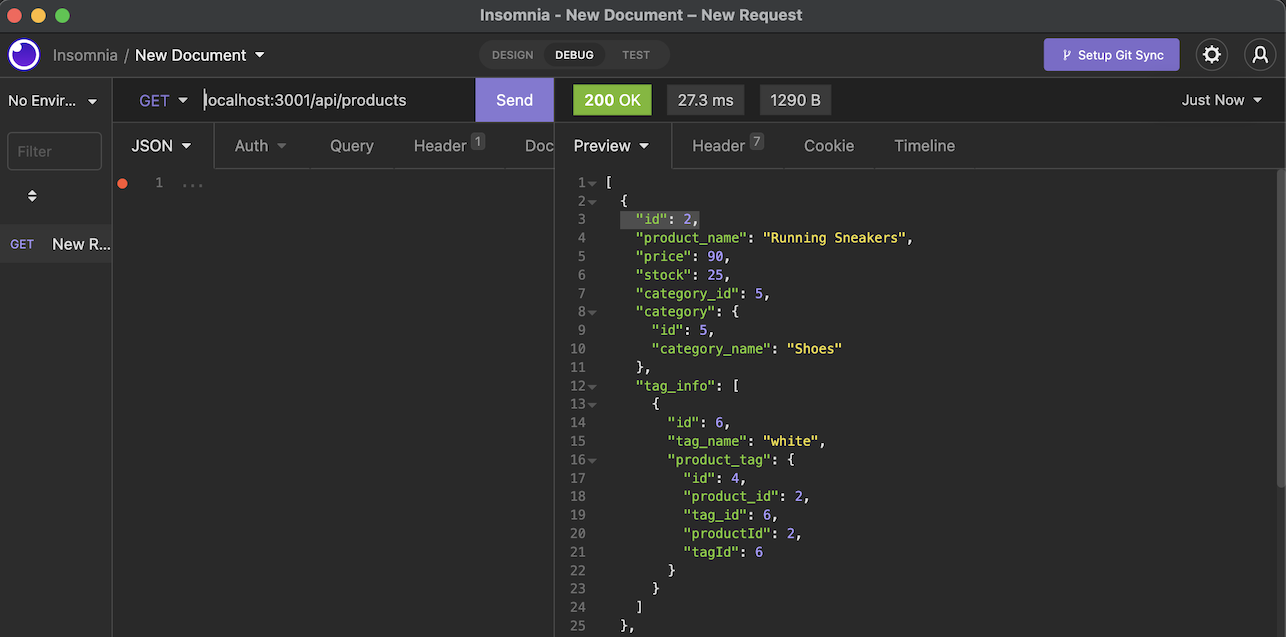 Insomnia - New Document – New Request
Insomnia / New Document
DESIGN DEBUG TEST
Setup Git Sync
No Envir...
GET localhost:3001/api/products
Send
200 OK 27.3 ms 1290 B
Just Now
Filter
JSON Auth Query Header 1 Doc
Preview Header 7 Cookie Timeline
GET New R...
1 ...
1 [
2 {
3 "id": 2,
4 "product_name": "Running Sneakers",
5 "price": 90,
6 "stock": 25,
7 "category_id": 5,
8 "category": {
9 "id": 5,
10 "category_name": "Shoes"
11 },
12 "tag_info": [
13 {
14 "id": 6,
15 "tag_name": "white",
16 "product_tag": {
17 "id": 4,
18 "product_id": 2,
19 "tag_id": 6,
20 "productId": 2,
21 "tagId": 6
22 }
23 }
24 ]
25 },